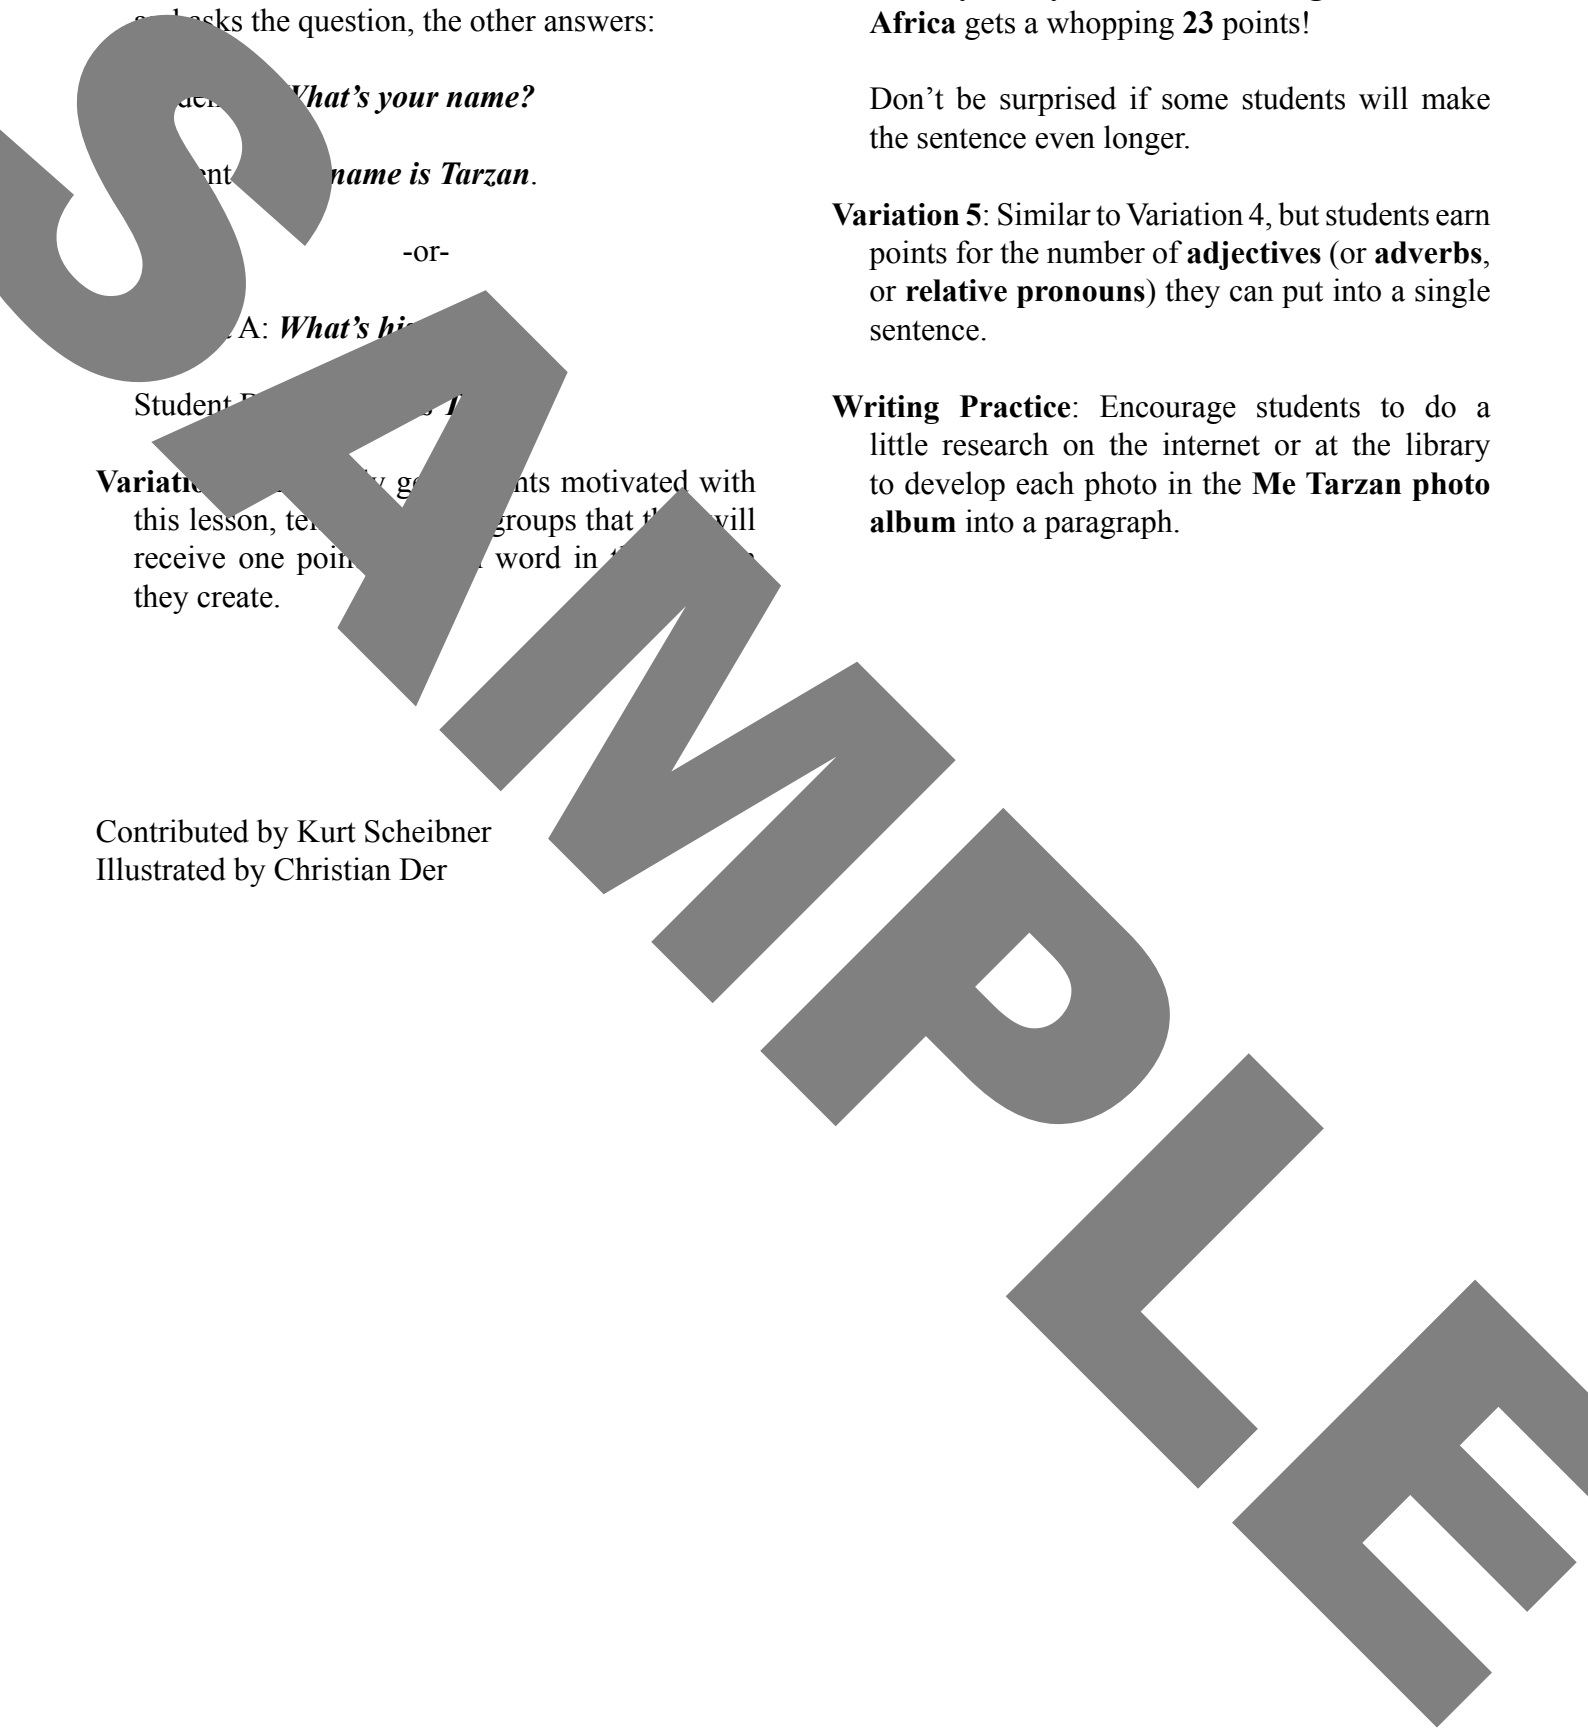 asks the question, the other answers:
What's your name?
name is Tarzan.
-or-
A: What's his
Student
motivated with
this lesson, groups that
receive one word in
they create.
Contributed by Kurt Scheibner
Illustrated by Christian Der
Africa gets a whopping 23 points!
Don't be surprised if some students will make
the sentence even longer.
Variation 5: Similar to Variation 4, but students earn
points for the number of adjectives (or adverbs,
or relative pronouns) they can put into a single
sentence.
Writing Practice: Encourage students to do a
little research on the internet or at the library
to develop each photo in the Me Tarzan photo
album into a paragraph.
SAMPLE